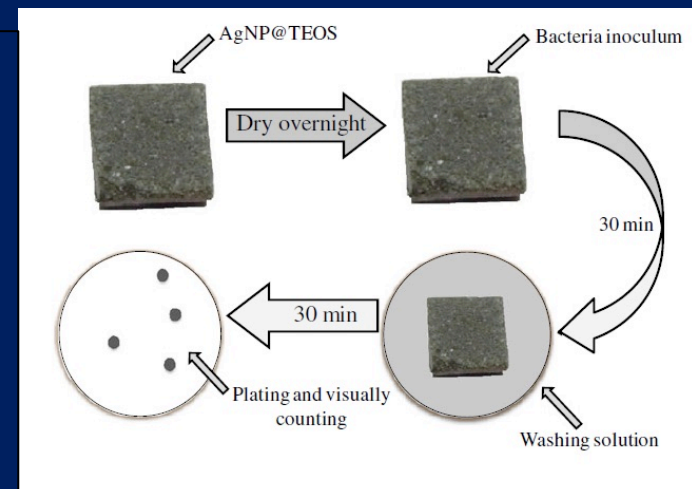 AgNP@TEOS
Bacteria inoculum
Dry overnight
30 min
30 min
Plating and visually
counting
Washing solution